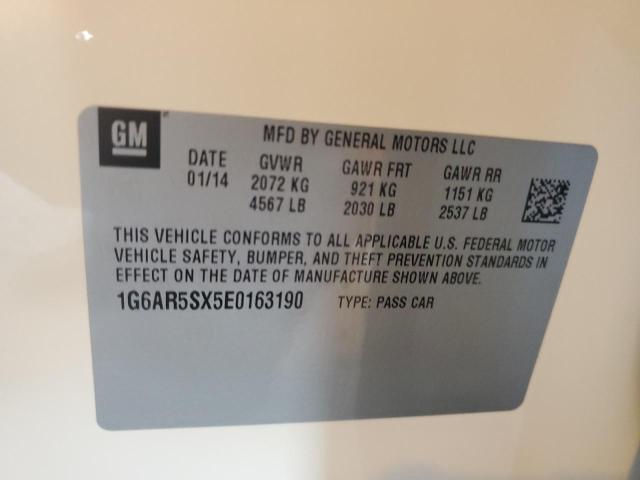 GM
MFD BY GENERAL MOTORS LLC
DATE GVWR GAWR FRT GAWR RR
01/14 2072 KG 921 KG 1151 KG
4567 LB 2030 LB 2537 LB
THIS VEHICLE CONFORMS TO ALL APPLICABLE U.S. FEDERAL MOTOR
VEHICLE SAFETY, BUMPER, AND THEFT PREVENTION STANDARDS IN
EFFECT ON THE DATE OF MANUFACTURE SHOWN ABOVE.
1G6AR5SX5E0163190 TYPE: PASS CAR